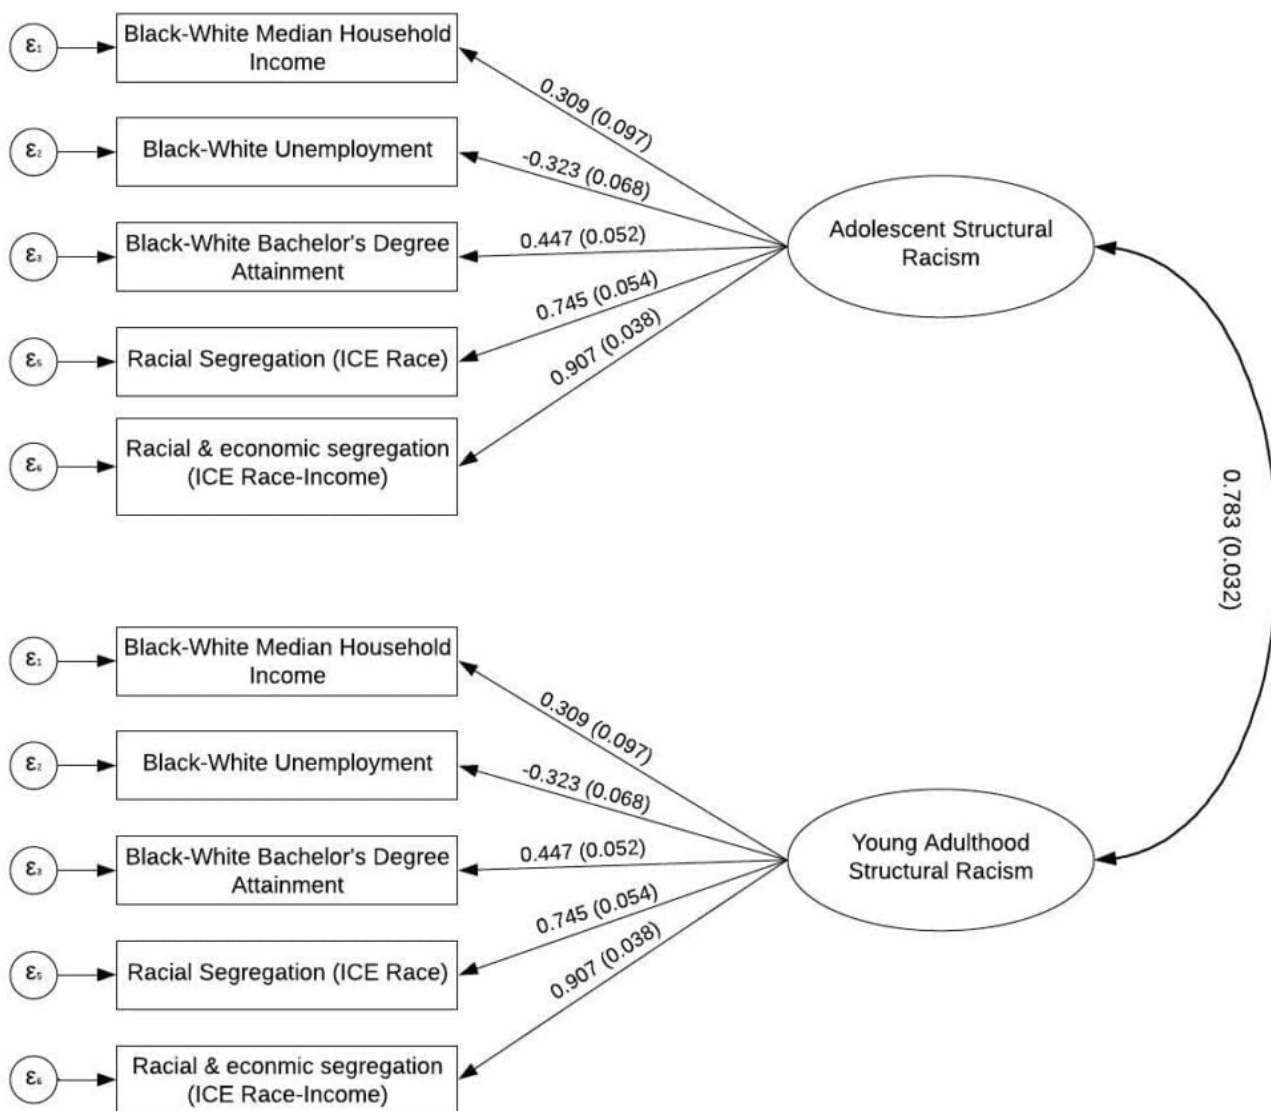 ε₁
Black-White Median Household
Income
0.309 (0.097)
ε₂
Black-White Unemployment
-0.323 (0.068)
ε₃
Black-White Bachelor's Degree
Attainment
0.447 (0.052)
Adolescent Structural
Racism
ε₅
Racial Segregation (ICE Race)
0.745 (0.054)
ε₆
Racial & economic segregation
(ICE Race-Income)
0.907 (0.038)
0.783 (0.032)
ε₁
Black-White Median Household
Income
0.309 (0.097)
ε₂
Black-White Unemployment
-0.323 (0.068)
ε₃
Black-White Bachelor's Degree
Attainment
0.447 (0.052)
Young Adulthood
Structural Racism
ε₅
Racial Segregation (ICE Race)
0.745 (0.054)
ε₆
Racial & econmic segregation
(ICE Race-Income)
0.907 (0.038)